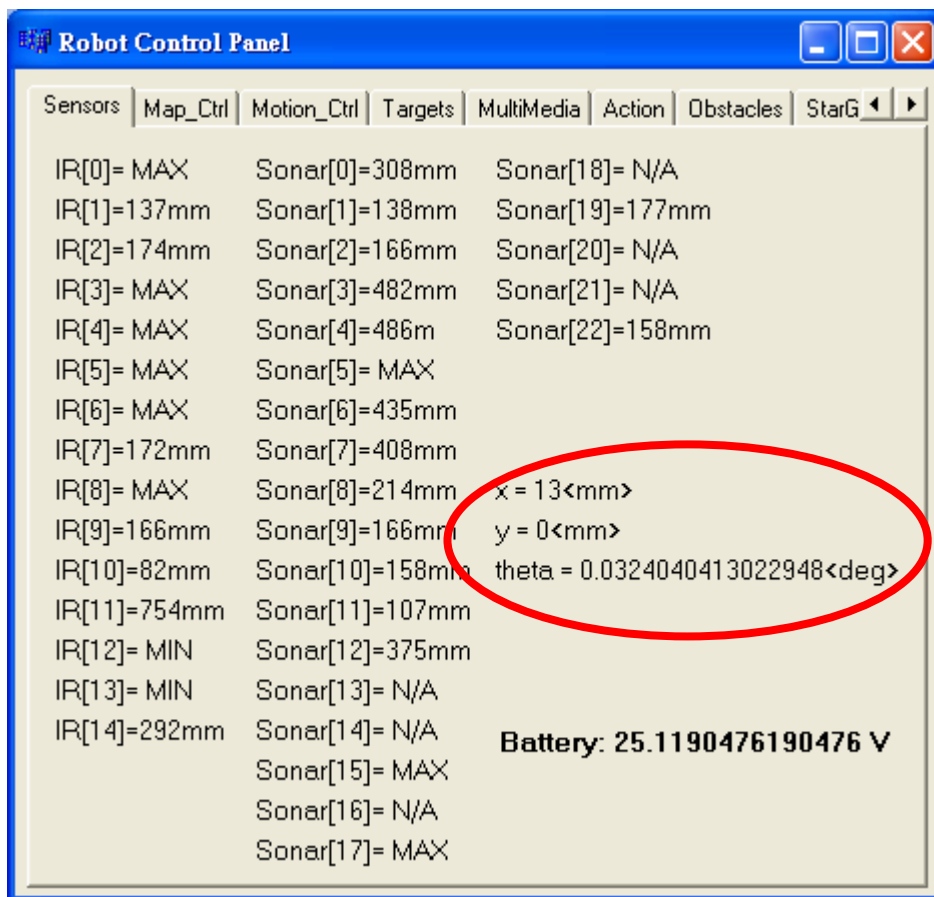 Robot Control Panel
Sensors Map_Ctrl Motion_Ctrl Targets MultiMedia Action Obstacles StarG
IR[0]= MAX Sonar[0]=308mm Sonar[18]= N/A
IR[1]=137mm Sonar[1]=138mm Sonar[19]=177mm
IR[2]=174mm Sonar[2]=166mm Sonar[20]= N/A
IR[3]= MAX Sonar[3]=482mm Sonar[21]= N/A
IR[4]= MAX Sonar[4]=486m Sonar[22]=158mm
IR[5]= MAX Sonar[5]= MAX
IR[6]= MAX Sonar[6]=435mm
IR[7]=172mm Sonar[7]=408mm
IR[8]= MAX Sonar[8]=214mm x = 13<mm>
IR[9]=166mm Sonar[9]=166mm y = 0<mm>
IR[10]=82mm Sonar[10]=158mm theta = 0.0324040413022948<deg>
IR[11]=754mm Sonar[11]=107mm
IR[12]= MIN Sonar[12]=375mm
IR[13]= MIN Sonar[13]= N/A
IR[14]=292mm Sonar[14]= N/A Battery: 25.1190476190476 V
Sonar[15]= MAX
Sonar[16]= N/A
Sonar[17]= MAX